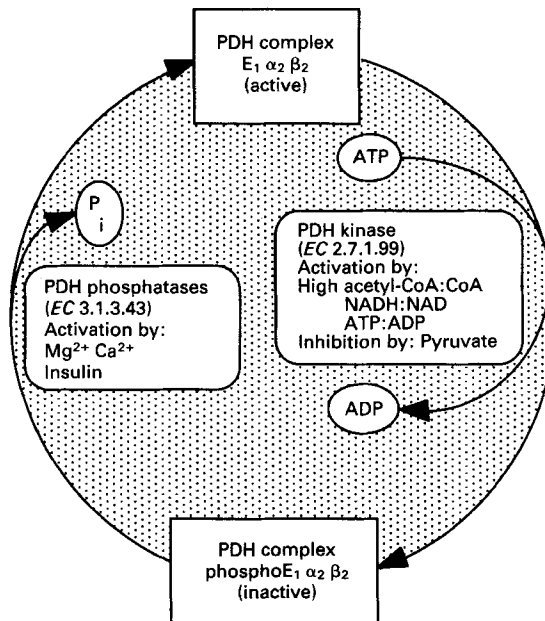 PDH complex
E₁ α₂ β₂
(active)
ATP
P
i
PDH kinase
(EC 2.7.1.99)
Activation by:
High acetyl-CoA:CoA
NADH:NAD
ATP:ADP
Inhibition by: Pyruvate
PDH phosphatases
(EC 3.1.3.43)
Activation by:
Mg²⁺ Ca²⁺
Insulin
ADP
PDH complex
phosphoE₁ α₂ β₂
(inactive)